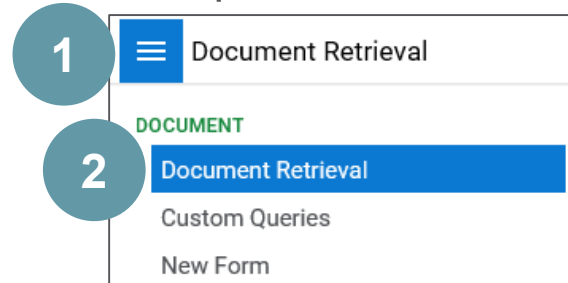 1
Document Retrieval
DOCUMENT
2
Document Retrieval
Custom Queries
New Form